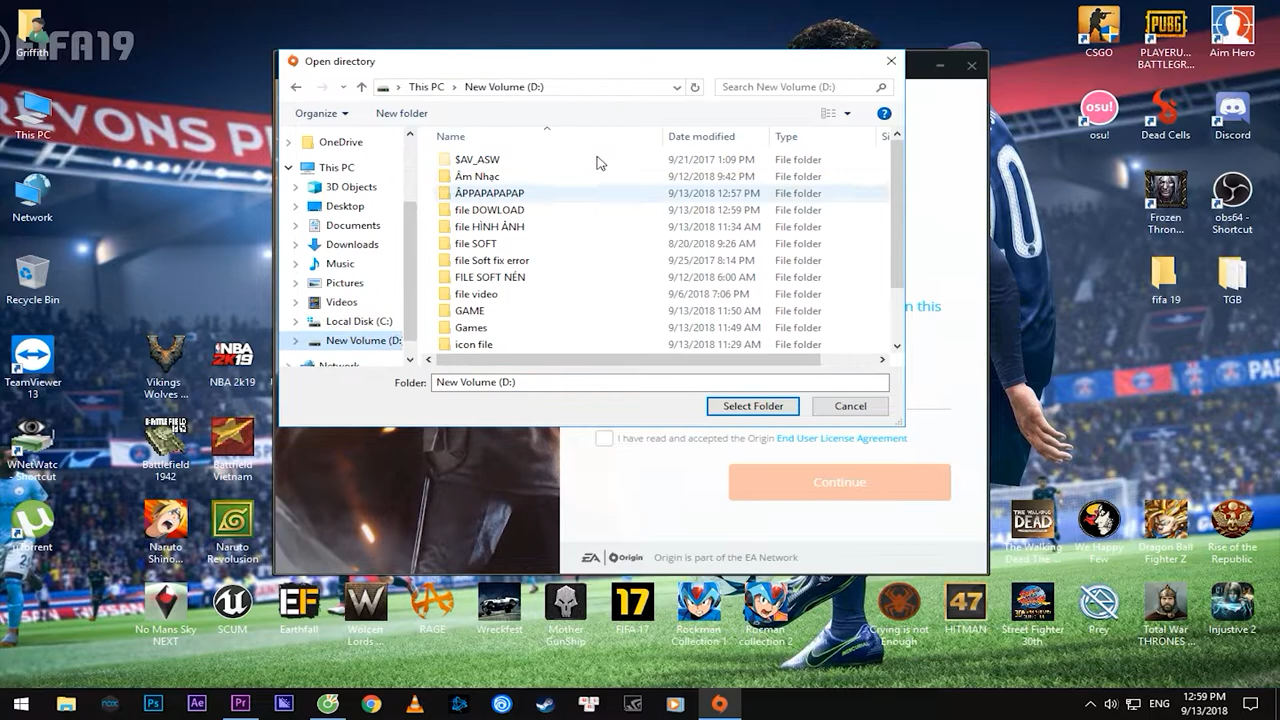 FA19
Griffith
This PC
Network
Recycle Bin
TeamViewer
13
WNetWatc
- Shortcut
uTorrent
Vikings
Wolves ...
NBA 2k19
Battlefield
1942
Battfield
Vietnam
Naruto
Shino...
Naruto
Revolusion
Open directory
This PC
New Volume (D:)
Search New Volume (D:)
Organize
New folder
Name
Date modified
Type
Si
OneDrive
This PC
3D Objects
Desktop
Documents
Downloads
Music
Pictures
Videos
Local Disk (C:)
New Volume (D:
Network
$AV_ASW 9/21/2017 1:09 PM File folder
Âm Nhạc 9/12/2018 9:42 PM File folder
ÂPPAPAPAPAP 9/13/2018 12:57 PM File folder
file DOWLOAD 9/13/2018 12:59 PM File folder
file HÌNH ẢNH 9/13/2018 11:34 AM File folder
file SOFT 8/20/2018 9:26 AM File folder
file Soft fix error 9/25/2017 8:14 PM File folder
FILE SOFT NÉN 9/12/2018 6:00 AM File folder
file video 9/6/2018 7:06 PM File folder
GAME 9/13/2018 11:50 AM File folder
Games 9/13/2018 11:49 AM File folder
icon file 9/13/2018 11:29 AM File folder
Folder: New Volume (D:)
Select Folder
Cancel
n this
I have read and accepted the Origin End User License Agreement
Continue
EA Origin Origin is part of the EA Network
CSGO
PLAYERU...
BATTLEGR...
Aim Hero
osu!
Dead Cells
Discord
Frozen
Thron...
obs64 -
Shortcut
fifa 19
TGB
The Walking
Dead The ...
We Happy
Few
Dragon Ball
Fighter Z
Rise of the
Republic
No Mans Sky
NEXT
SCUM
Earthfall
Wolcen
Lords ...
RAGE
Wreckfest
Mother
GunShip
FIFA 17
Rockman
Collection 1
Rocman
collection 2
Crying is not
Enough
HITMAN
Street Fighter
30th
Prey
Total War
THRONES ...
Injustive 2
ENG
12:59 PM
9/13/2018